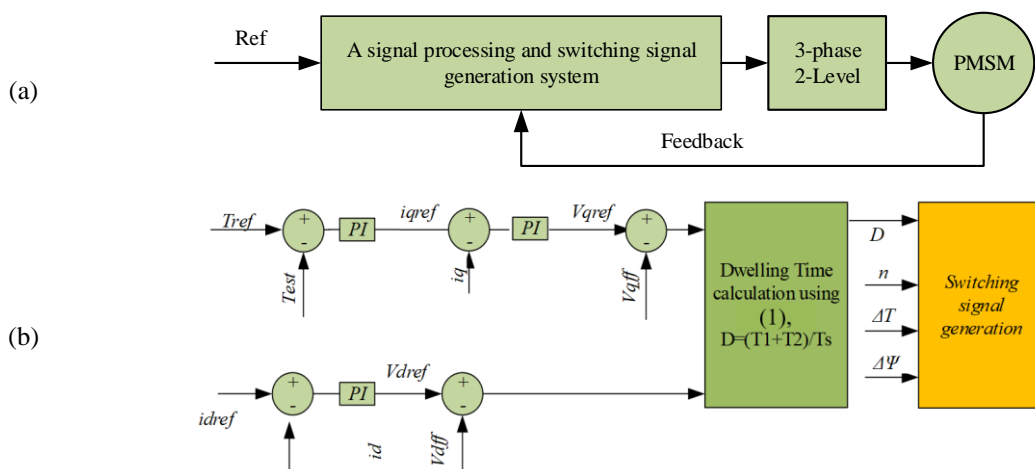 (a)
Ref
A signal processing and switching signal
generation system
3-phase
2-Level
PMSM
Feedback
(b)
Tref
+
-
Test
PI
iqref
+
-
iq
PI
Vqref
+
-
Vqff
idref
+
-
id
PI
Vdref
+
-
Vdff
Dwelling Time
calculation using
(1),
D=(T1+T2)/Ts
D
n
ΔT
ΔΨ
Switching
signal
generation